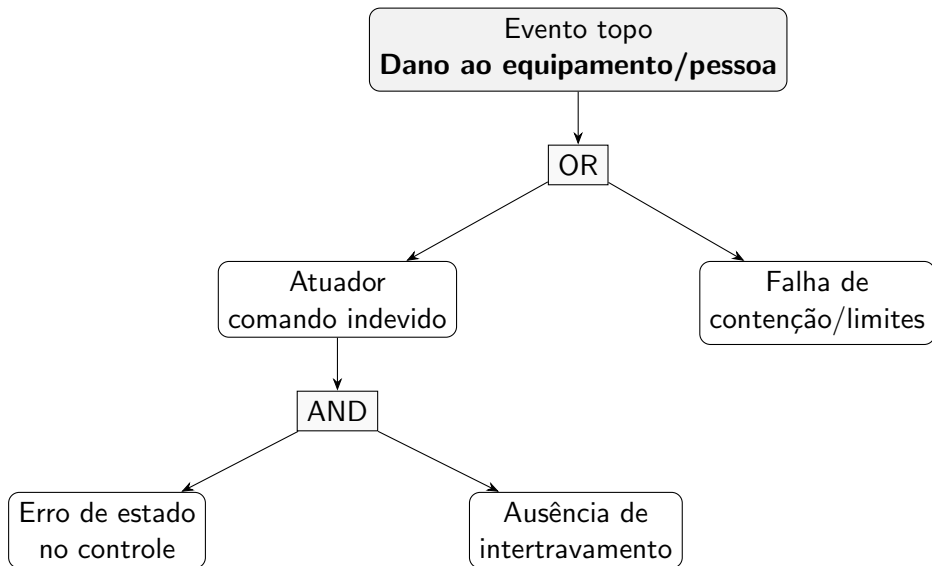 Evento topo
Dano ao equipamento/pessoa
OR
Atuador
comando indevido
Falha de
contenção/limites
AND
Erro de estado
no controle
Ausência de
intertravamento